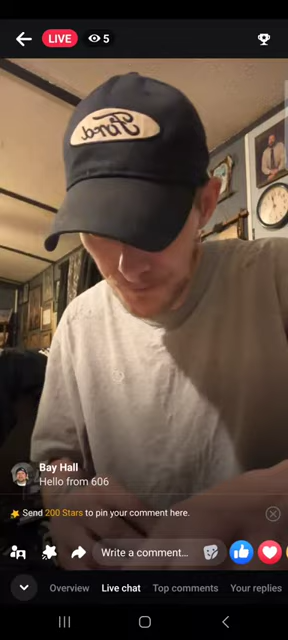 LIVE
5
Ford
Bay Hall
Hello from 606
Send 200 Stars to pin your comment here.
Write a comment...
Overview
Live chat
Top comments
Your replies